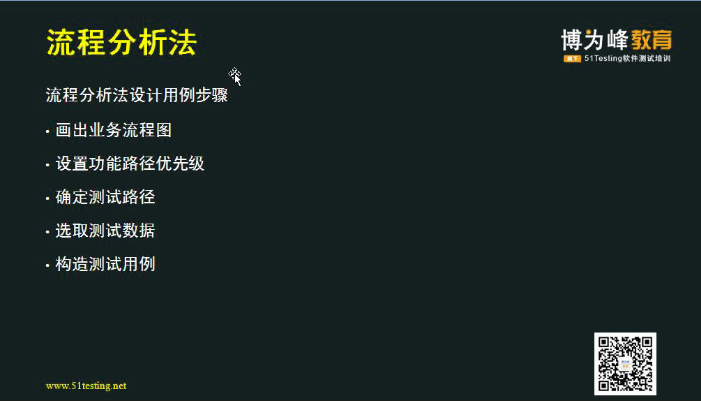 流程分析法
博为峰教育
51Testing软件测试培训
流程分析法设计用例步骤
• 画出业务流程图
• 设置功能路径优先级
• 确定测试路径
• 选取测试数据
• 构造测试用例
www.51testing.net